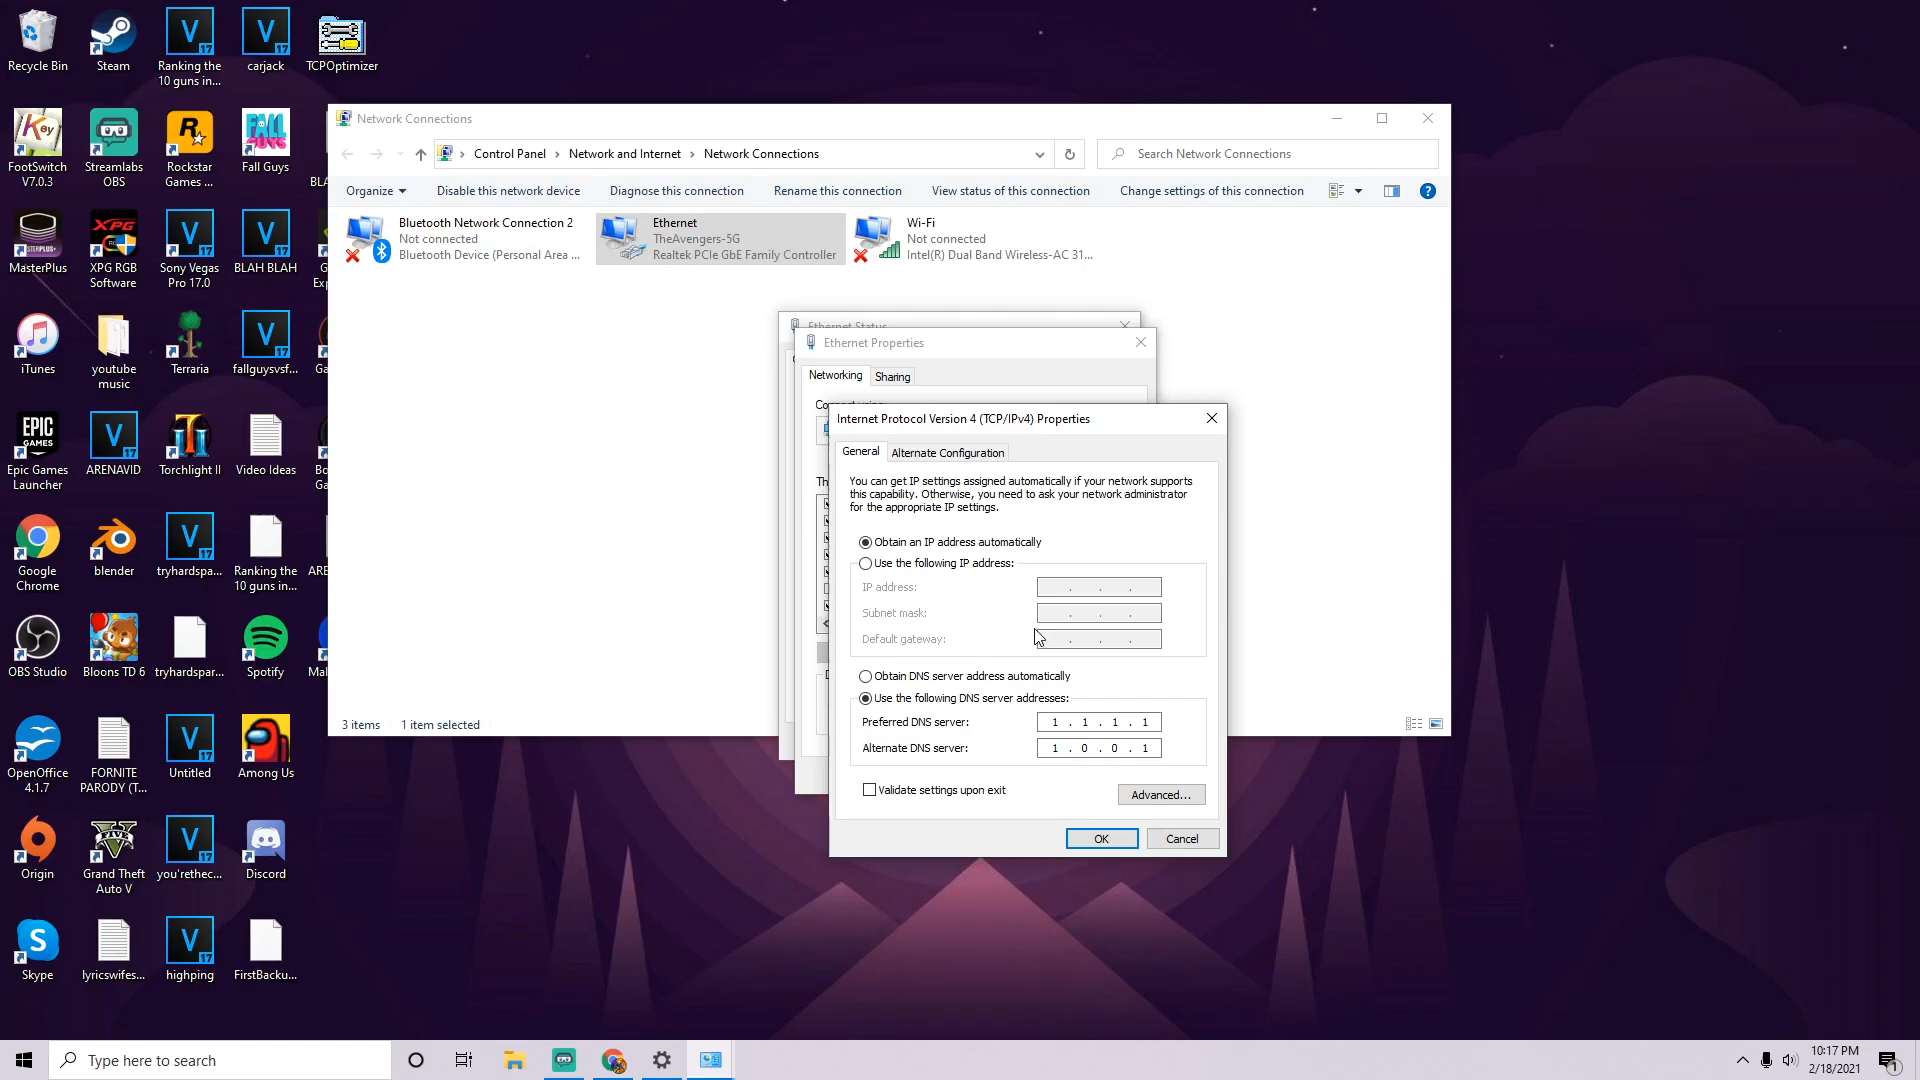 Recycle Bin
Steam
Ranking the
10 guns in...
carjack
TCPOptimizer
FootSwitch
V7.0.3
Streamlabs
OBS
Rockstar
Games ...
Fall Guys
MasterPlus
XPG RGB
Software
Sony Vegas
Pro 17.0
BLAH BLAH
iTunes
youtube
music
Terraria
fallguysvsf...
Epic Games
Launcher
ARENAVID
Torchlight II
Video Ideas
Google
Chrome
blender
tryhardspa...
Ranking the
10 guns in...
OBS Studio
Bloons TD 6
tryhardspar...
Spotify
OpenOffice
4.1.7
FORNITE
PARODY (T...
Untitled
Among Us
Origin
Grand Theft
Auto V
you'rethec...
Discord
Skype
lyricswifes...
highping
FirstBacku...
Network Connections
Control Panel > Network and Internet > Network Connections
Search Network Connections
Organize
Disable this network device
Diagnose this connection
Rename this connection
View status of this connection
Change settings of this connection
Bluetooth Network Connection 2
Not connected
Bluetooth Device (Personal Area ...
Ethernet
TheAvengers-5G
Realtek PCIe GbE Family Controller
Wi-Fi
Not connected
Intel(R) Dual Band Wireless-AC 31...
Ethernet Status
Ethernet Properties
Networking
Sharing
Internet Protocol Version 4 (TCP/IPv4) Properties
General
Alternate Configuration
You can get IP settings assigned automatically if your network supports
this capability. Otherwise, you need to ask your network administrator
for the appropriate IP settings.
Obtain an IP address automatically
Use the following IP address:
IP address:
Subnet mask:
Default gateway:
Obtain DNS server address automatically
Use the following DNS server addresses:
Preferred DNS server: 1 . 1 . 1 . 1
Alternate DNS server: 1 . 0 . 0 . 1
Validate settings upon exit
Advanced...
OK
Cancel
3 items
1 item selected
Type here to search
10:17 PM
2/18/2021